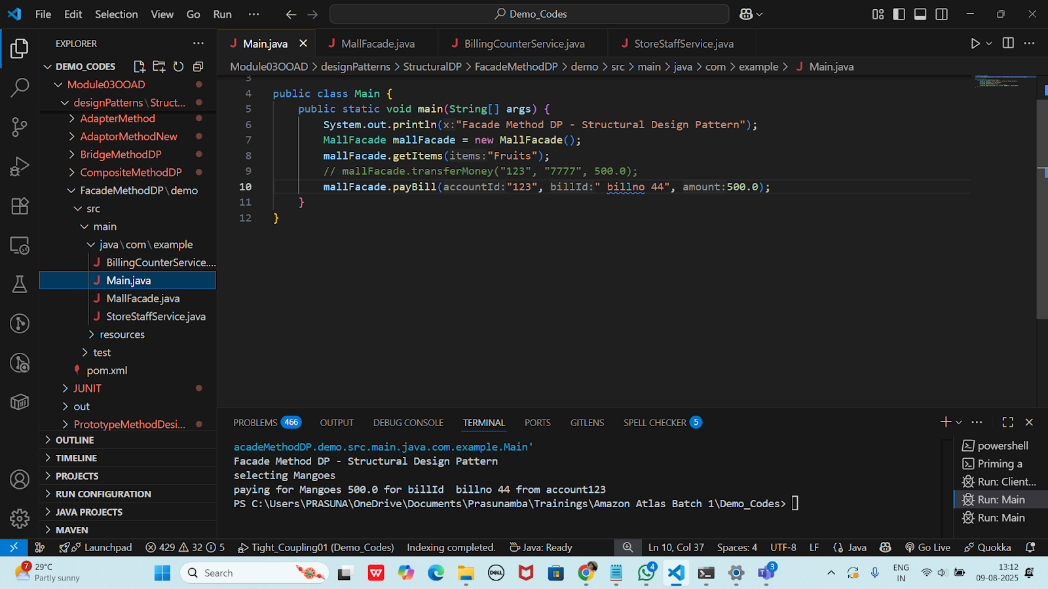 File Edit Selection View Go Run ... Demo_Codes
EXPLORER
DEMO_CODES
Module03OOAD
designPatterns \ Struct...
AdapterMethod
AdaptorMethodNew
BridgeMethodDP
CompositeMethodDP
FacadeMethodDP \ demo
src
main
java \ com \ example
BillingCounterService....
Main.java
MallFacade.java
StoreStaffService.java
resources
test
pom.xml
JUNIT
out
PrototypeMethodDesi...
OUTLINE
TIMELINE
PROJECTS
RUN CONFIGURATION
JAVA PROJECTS
MAVEN
Main.java MallFacade.java BillingCounterService.java StoreStaffService.java
Module03OOAD > designPatterns > StructuralDP > FacadeMethodDP > demo > src > main > java > com > example > Main.java
3
4 public class Main {
5 public static void main(String[] args) {
6 System.out.println(x:"Facade Method DP - Structural Design Pattern");
7 MallFacade mallFacade = new MallFacade();
8 mallFacade.getItems(items:"Fruits");
9 // mallFacade.transferMoney("123", "7777", 500.0);
10 mallFacade.payBill(accountId:"123", billId:" billno 44", amount:500.0);
11 }
12 }
PROBLEMS 466 OUTPUT DEBUG CONSOLE TERMINAL PORTS GITLENS SPELL CHECKER 5
acadeMethodDP.demo.src.main.java.com.example.Main'
Facade Method DP - Structural Design Pattern
selecting Mangoes
paying for Mangoes 500.0 for billId  billno 44 from account123
PS C:\Users\PRASUNA\OneDrive\Documents\Prasunamba\Trainings\Amazon Atlas Batch 1\Demo_Codes>
powershell
Priming a
Run: Client...
Run: Main
Run: Main
Launchpad 429 32 5 Tight_Coupling01 (Demo_Codes) Indexing completed. Java: Ready Ln 10, Col 37 Spaces: 4 UTF-8 LF Java Go Live Quokka
7
29°C
Partly sunny
Search
DELL
4
3
ENG
IN
13:12
09-08-2025